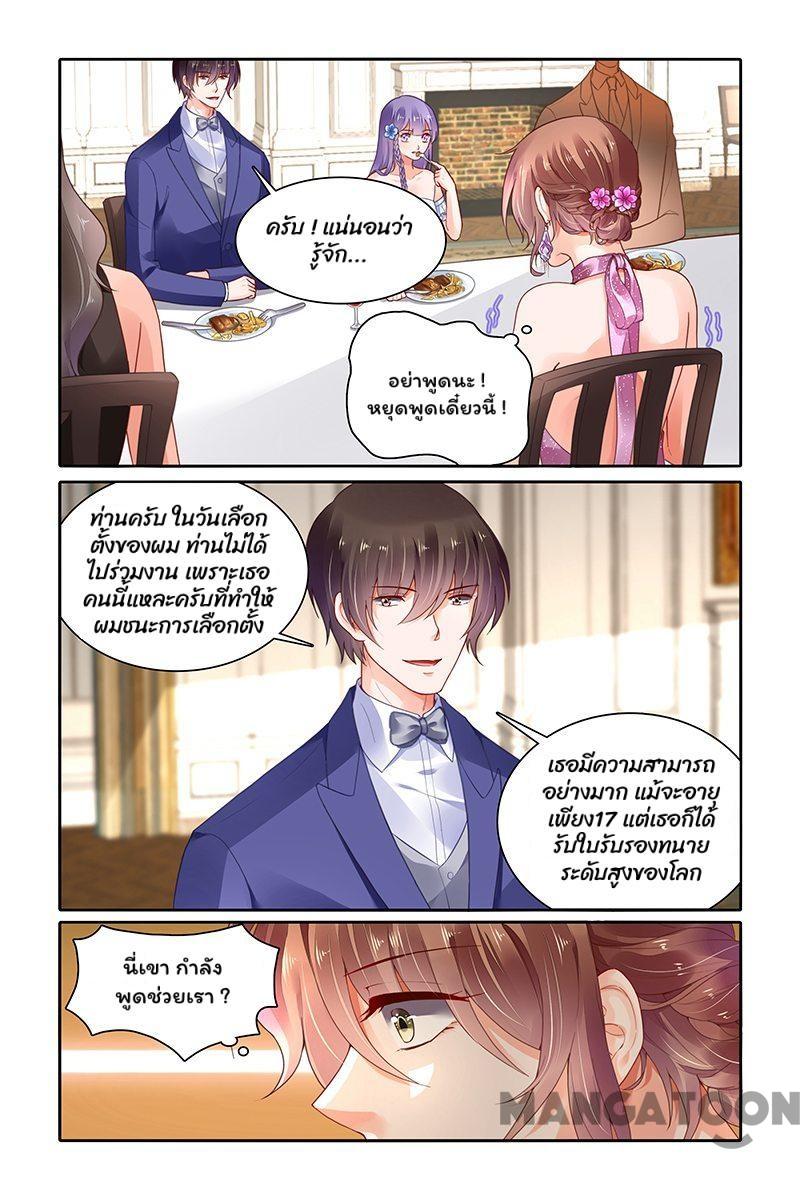 ครับ ! แน่นอนว่า
รู้จัก...
อย่าพูดนะ !
หยุดพูดเดี๋ยวนี้ !
ท่านครับ ในวันเลือก
ตั้งของผม ท่านไม่ได้
ไปร่วมงาน เพราะเธอ
คนนี้แหละครับที่ทำให้
ผมชนะการเลือกตั้ง
เธอมีความสามารถ
อย่างมาก แม้จะอายุ
เพียง17 แต่เธอก็ได้
รับใบรับรองทนาย
ระดับสูงของโลก
นี่เขา กำลัง
พูดช่วยเรา ?
MANGATOON